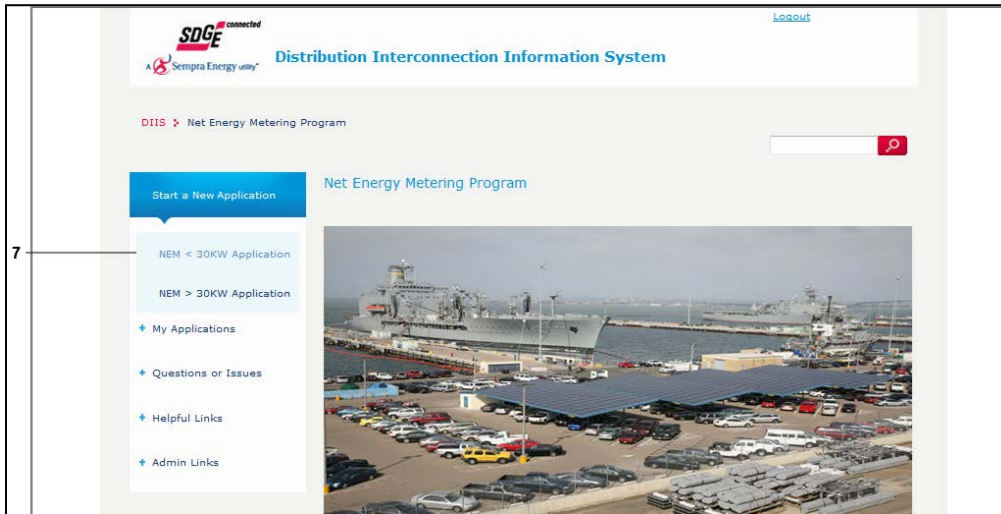 Logout
SDGE connected
A Sempra Energy utility™
Distribution Interconnection Information System
DIIS Net Energy Metering Program
Start a New Application
Net Energy Metering Program
7
NEM < 30KW Application
NEM > 30KW Application
+ My Applications
+ Questions or Issues
+ Helpful Links
+ Admin Links